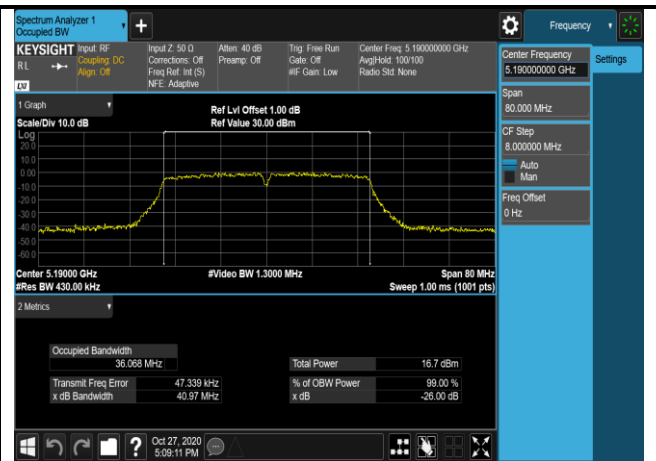 Spectrum Analyzer 1
Occupied BW
Frequency
KEYSIGHT
RL
LXI
Input: RF
Coupling: DC
Align: Off
Input Z: 50 Ω
Corrections: Off
Freq Ref: Int (S)
NFE: Adaptive
Atten: 40 dB
Preamp: Off
Trig: Free Run
Gate: Off
#IF Gain: Low
Center Freq: 5.190000000 GHz
Avg|Hold: 100/100
Radio Std: None
Center Frequency
5.190000000 GHz
Settings
Span
80.000 MHz
CF Step
8.000000 MHz
Auto
Man
Freq Offset
0 Hz
1 Graph
Scale/Div 10.0 dB
Ref Lvl Offset 1.00 dB
Ref Value 30.00 dBm
Log
20.0
10.0
0.00
-10.0
-20.0
-30.0
-40.0
-50.0
-60.0
Center 5.19000 GHz
#Video BW 1.3000 MHz
Span 80 MHz
#Res BW 430.00 kHz
Sweep 1.00 ms (1001 pts)
2 Metrics
Occupied Bandwidth
36.068 MHz
Total Power 16.7 dBm
Transmit Freq Error 47.339 kHz
% of OBW Power 99.00 %
x dB Bandwidth 40.97 MHz
x dB -26.00 dB
?
Oct 27, 2020
5:09:11 PM